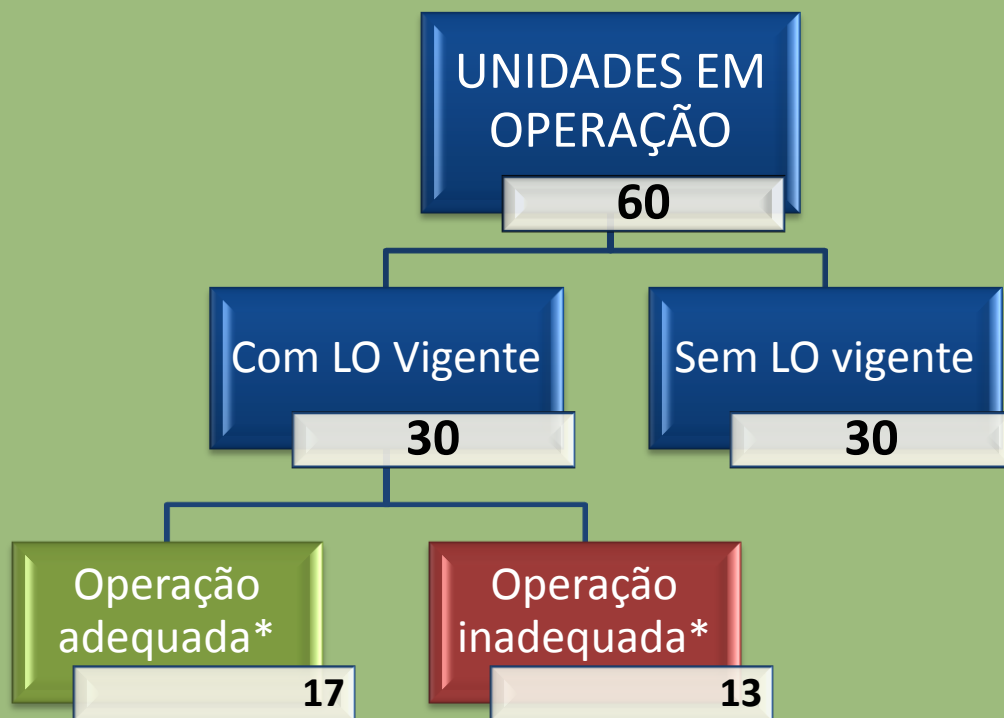 UNIDADES EM
OPERAÇÃO
60
Com LO Vigente
30
Sem LO vigente
30
Operação
adequada*
17
Operação
inadequada*
13